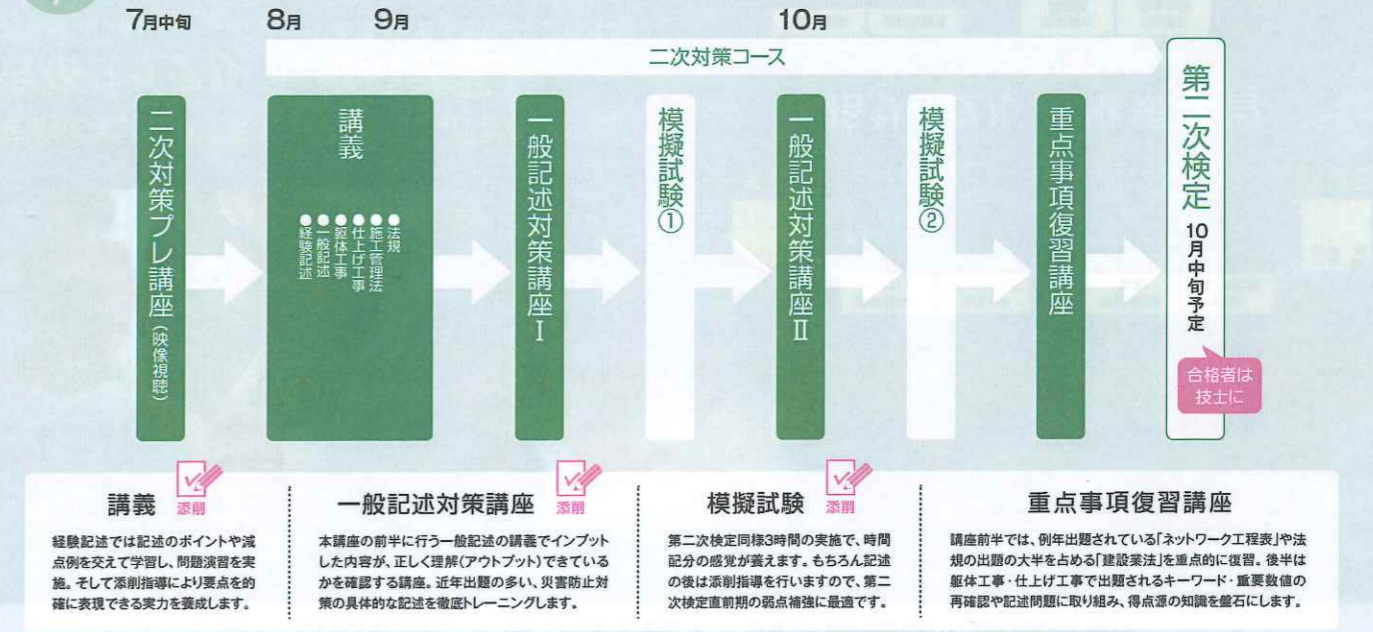 7月中旬
8月
9月
10月
二次対策コース
二次対策プレ講座(映像視聴)
講義
●法規
●施工管理法
●仕上げ工事
●躯体工事
●一般記述
●経験記述
一般記述対策講座Ⅰ
模擬試験①
一般記述対策講座Ⅱ
模擬試験②
重点事項復習講座
第二次検定 10月中旬予定
合格者は
技士に
講義
添削
経験記述では記述のポイントや減
点例を交えて学習し、問題演習を実
施。そして添削指導により要点を的
確に表現できる実力を養成します。
一般記述対策講座
添削
本講座の前半に行う一般記述の講義でインプット
した内容が、正しく理解(アウトプット)できている
かを確認する講座。近年出題の多い、災害防止対
策の具体的な記述を徹底トレーニングします。
模擬試験
添削
第二次検定同様3時間の実施で、時間
配分の感覚が養えます。もちろん記述
の後は添削指導を行いますので、第二
次検定直前期の弱点補強に最適です。
重点事項復習講座
講座前半では、例年出題されている「ネットワーク工程表」や法
規の出題の大半を占める「建設業法」を重点的に復習。後半は
躯体工事・仕上げ工事で出題されるキーワード・重要数値の
再確認や記述問題に取り組み、得点源の知識を盤石にします。